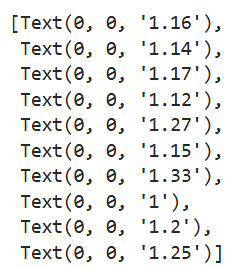 [Text(0, 0, '1.16'),
Text(0, 0, '1.14'),
Text(0, 0, '1.17'),
Text(0, 0, '1.12'),
Text(0, 0, '1.27'),
Text(0, 0, '1.15'),
Text(0, 0, '1.33'),
Text(0, 0, '1'),
Text(0, 0, '1.2'),
Text(0, 0, '1.25')]